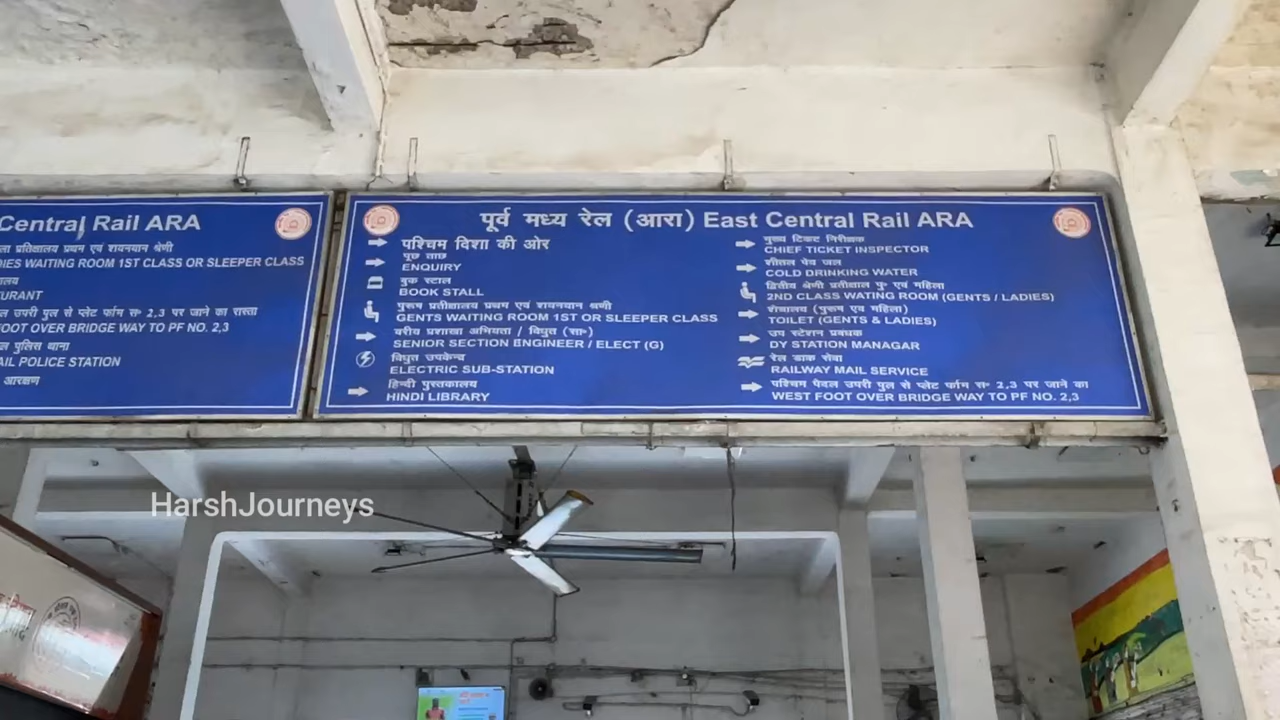 Central Rail ARA
ला प्रतिक्षालय प्रथम एवं शयनयान श्रेणी
IES WAITING ROOM 1ST CLASS OR SLEEPER CLASS
लय
URANT
ल उपरी पुल से प्लेट फार्म स॰ 2,3 पर जाने का रास्ता
FOOT OVER BRIDGE WAY TO PF NO. 2,3
ल पुलिस थाना
AIL POLICE STATION
आरक्षण
पूर्व मध्य रेल (आरा) East Central Rail ARA
पश्चिम दिशा की ओर
पूछ ताछ
ENQUIRY
बुक स्टाल
BOOK STALL
पुरूष प्रतीक्षालय प्रथम एवं शयनयान श्रेणी
GENTS WAITING ROOM 1ST OR SLEEPER CLASS
वरीय प्रशाखा अभियंता / विधुत (सा॰)
SENIOR SECTION ENGINEER / ELECT (G)
विधुत उपकेन्द्र
ELECTRIC SUB-STATION
हिन्दी पुस्तकालय
HINDI LIBRARY
मुख्य टिकट निरीक्षक
CHIEF TICKET INSPECTOR
शीतल पेय जल
COLD DRINKING WATER
द्वितीय श्रेणी प्रतीक्षाल पु॰ एवं महिला
2ND CLASS WATING ROOM (GENTS / LADIES)
शौचालय (पुरूष एवं महिला)
TOILET (GENTS & LADIES)
उप स्टेशन प्रबंधक
DY STATION MANAGAR
रेल डाक सेवा
RAILWAY MAIL SERVICE
पश्चिम पैदल उपरी पुल से प्लेट फार्म स॰ 2,3 पर जाने का
WEST FOOT OVER BRIDGE WAY TO PF NO. 2,3
HarshJourneys